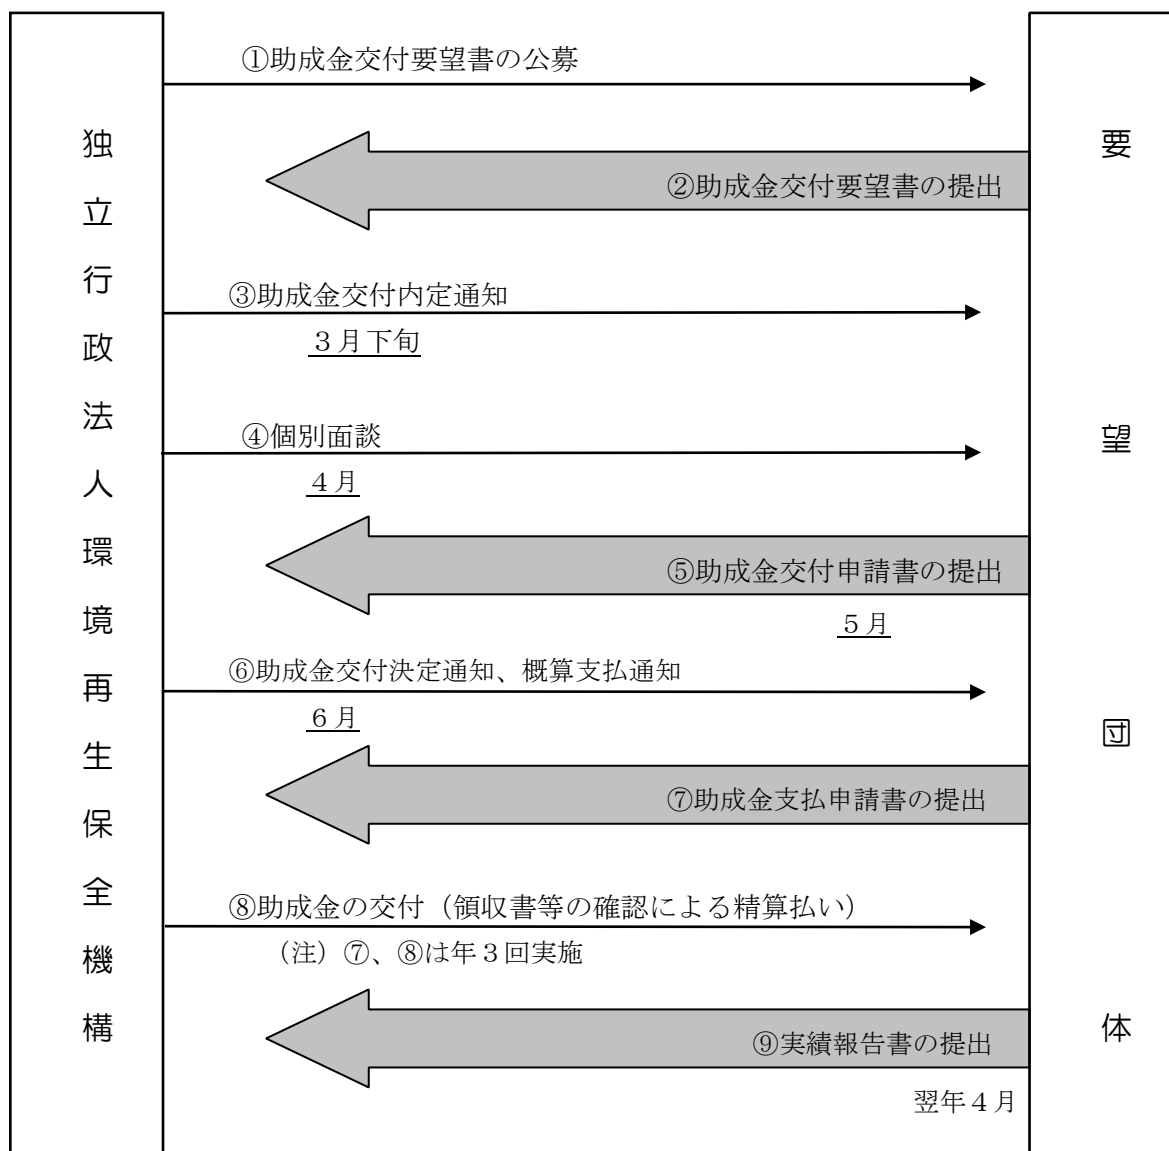 独立行政法人環境再生保全機構
①助成金交付要望書の公募
②助成金交付要望書の提出
③助成金交付内定通知
３月下旬
④個別面談
４月
⑤助成金交付申請書の提出
５月
⑥助成金交付決定通知、概算支払通知
６月
⑦助成金支払申請書の提出
⑧助成金の交付（領収書等の確認による精算払い）
（注）⑦、⑧は年３回実施
⑨実績報告書の提出
翌年４月
要望団体